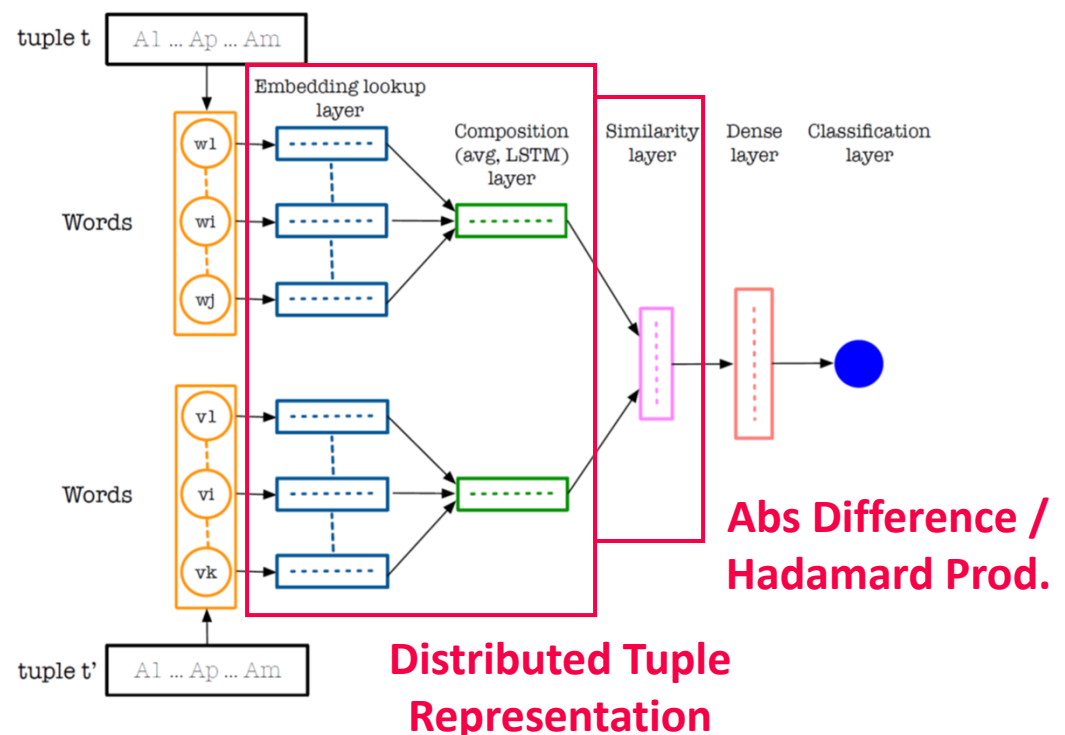 tuple t
A1 ... Ap ... Am
Embedding lookup
layer
Composition
(avg, LSTM)
layer
Similarity
layer
Dense
layer
Classification
layer
w1
Words
wi
wj
v1
Words
vi
vk
Abs Difference /
Hadamard Prod.
tuple t’
A1 ... Ap ... Am
Distributed Tuple
Representation